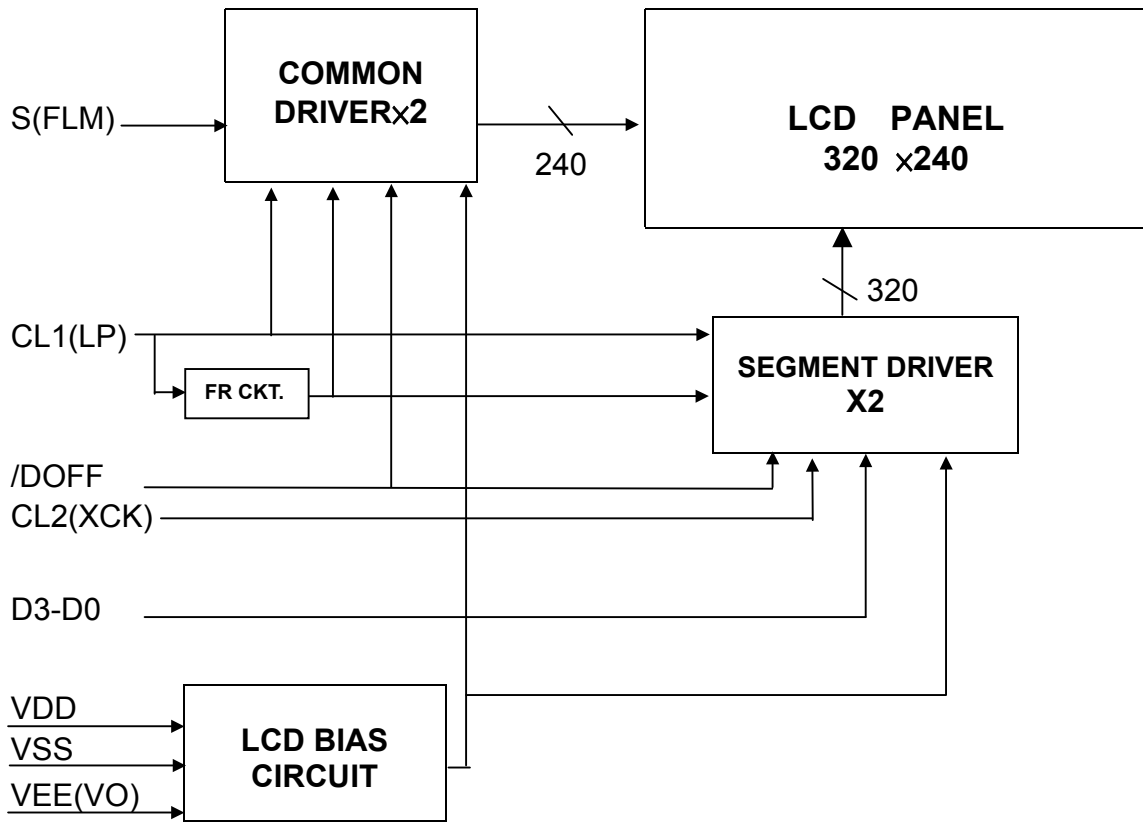 COMMON
DRIVER×2
S(FLM)
240
LCD PANEL
320 ×240
320
CL1(LP)
FR CKT.
SEGMENT DRIVER
X2
/DOFF
CL2(XCK)
D3-D0
VDD
VSS
VEE(VO)
LCD BIAS
CIRCUIT